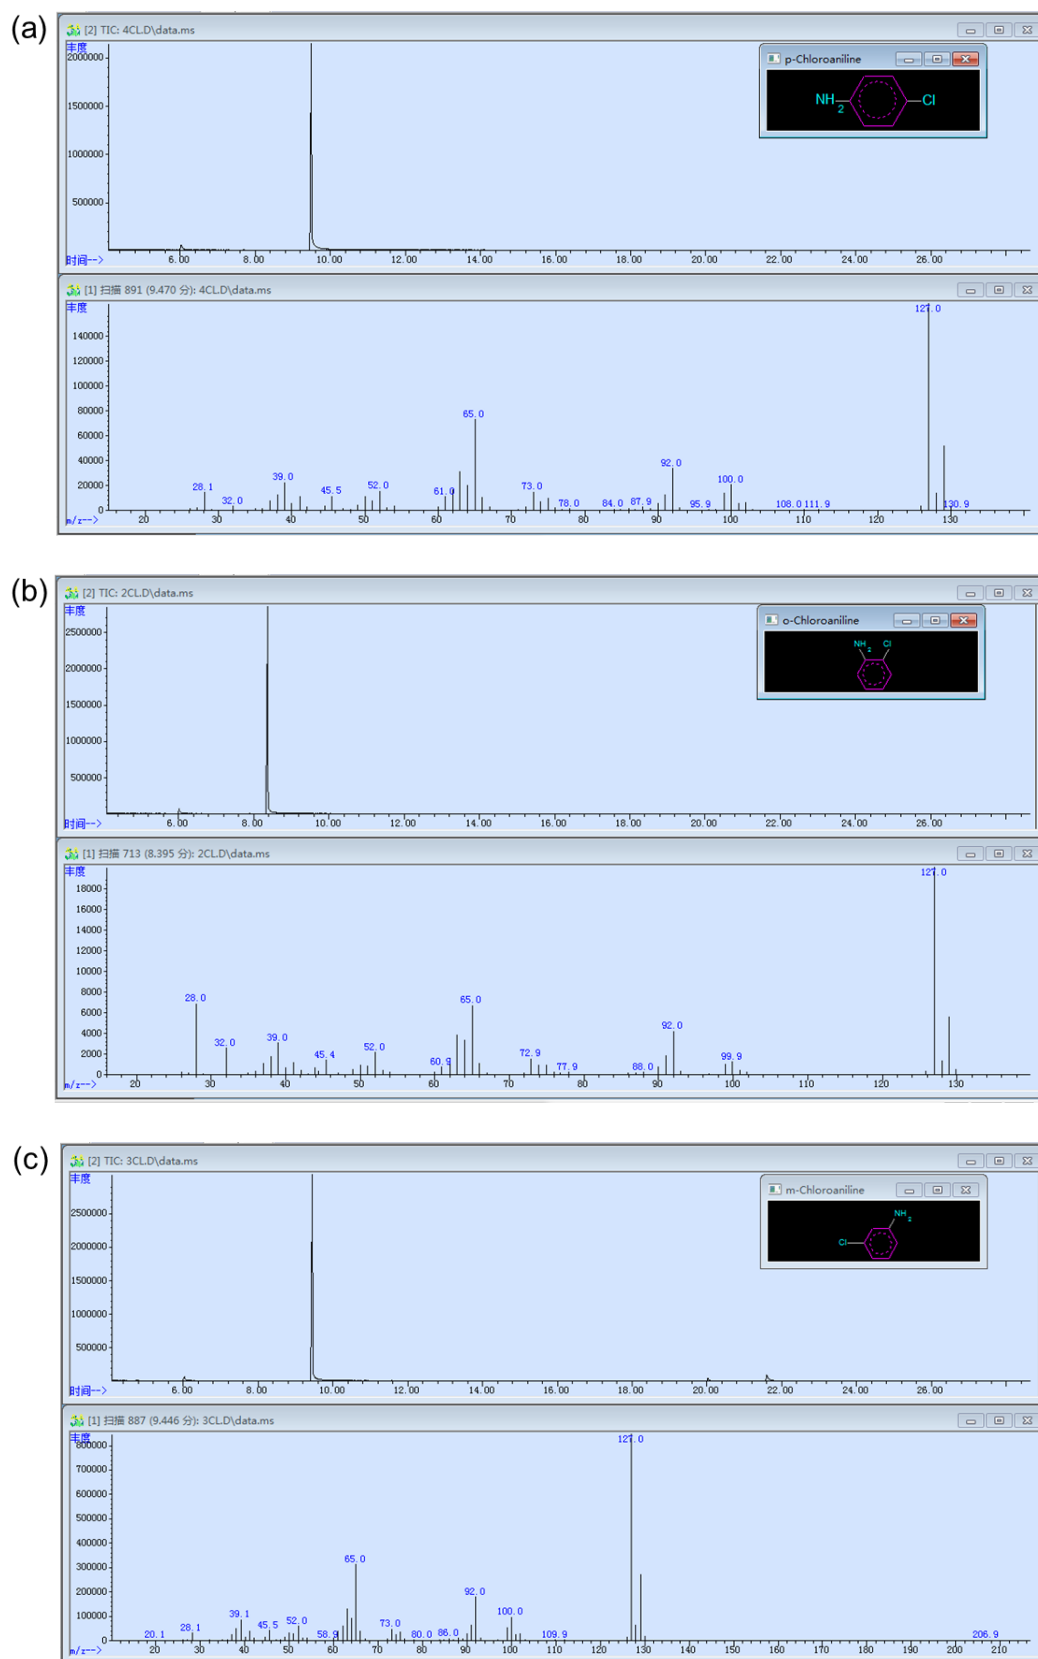 (a)
[2] TIC: 4CL.D\data.ms
丰度
2000000
1500000
1000000
500000
时间-->
6.00 8.00 10.00 12.00 14.00 16.00 18.00 20.00 22.00 24.00 26.00
p-Chloroaniline
NH2 Cl
[1] 扫描 891 (9.470 分): 4CL.D\data.ms
丰度
140000
120000
100000
80000
60000
40000
20000
0
127.0
65.0
39.0
92.0
100.0
28.1
32.0
45.5
52.0
61.0
73.0
78.0
84.0
87.9
95.9
108.0
111.9
130.9
m/z-->
20 30 40 50 60 70 80 90 100 110 120 130
(b)
[2] TIC: 2CL.D\data.ms
丰度
2500000
2000000
1500000
1000000
500000
时间-->
6.00 8.00 10.00 12.00 14.00 16.00 18.00 20.00 22.00 24.00 26.00
o-Chloroaniline
NH2 Cl
[1] 扫描 713 (8.395 分): 2CL.D\data.ms
丰度
18000
16000
14000
12000
10000
8000
6000
4000
2000
0
127.0
28.0
65.0
32.0
39.0
45.4
52.0
60.9
72.9
77.9
88.0
92.0
99.9
m/z-->
20 30 40 50 60 70 80 90 100 110 120 130
(c)
[2] TIC: 3CL.D\data.ms
丰度
2500000
2000000
1500000
1000000
500000
时间-->
6.00 8.00 10.00 12.00 14.00 16.00 18.00 20.00 22.00 24.00 26.00
m-Chloroaniline
NH2
Cl
[1] 扫描 887 (9.446 分): 3CL.D\data.ms
丰度
800000
700000
600000
500000
400000
300000
200000
100000
0
127.0
65.0
92.0
39.1
100.0
20.1
28.1
45.5
52.0
58.9
73.0
80.0
86.0
109.9
206.9
m/z-->
20 30 40 50 60 70 80 90 100 110 120 130 140 150 160 170 180 190 200 210